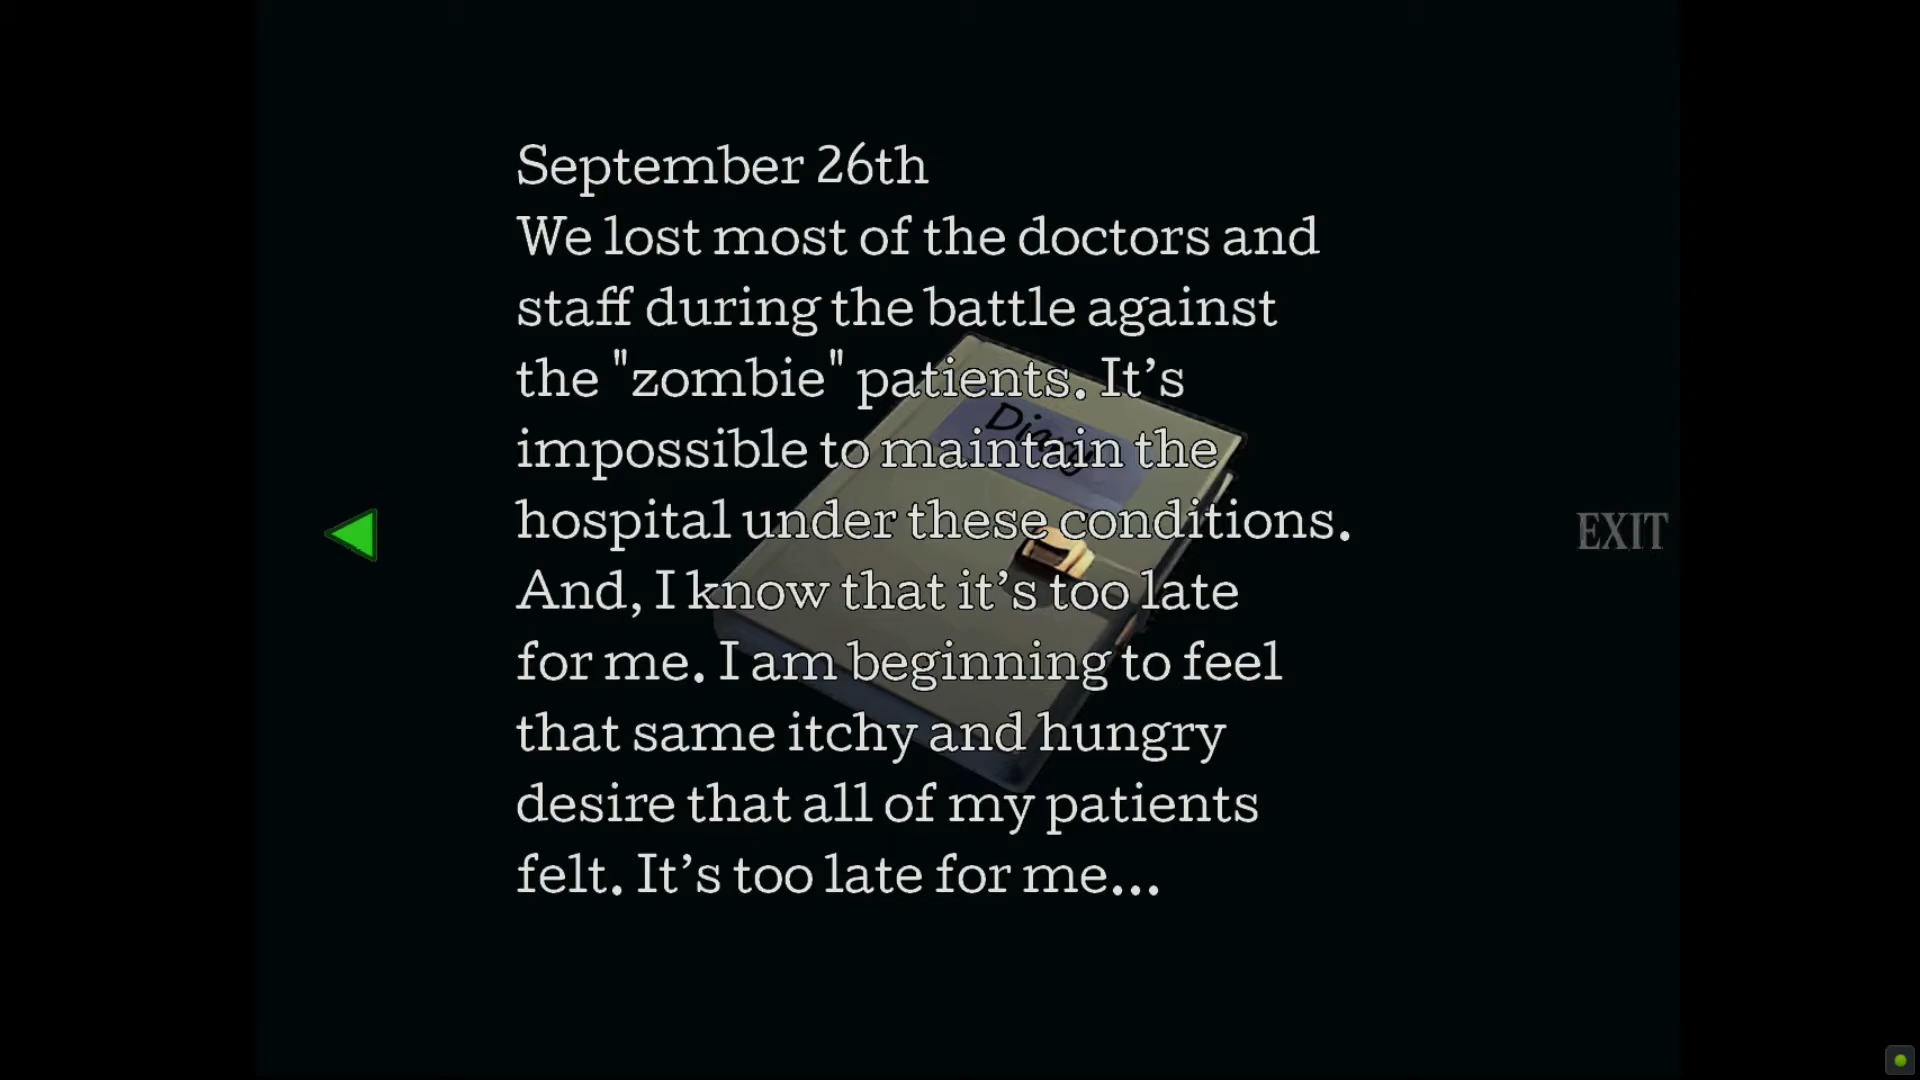 September 26th
We lost most of the doctors and
staff during the battle against
the "zombie" patients. It’s
impossible to maintain the
hospital under these conditions.
And, I know that it’s too late
for me. I am beginning to feel
that same itchy and hungry
desire that all of my patients
felt. It’s too late for me...
Diary
EXIT